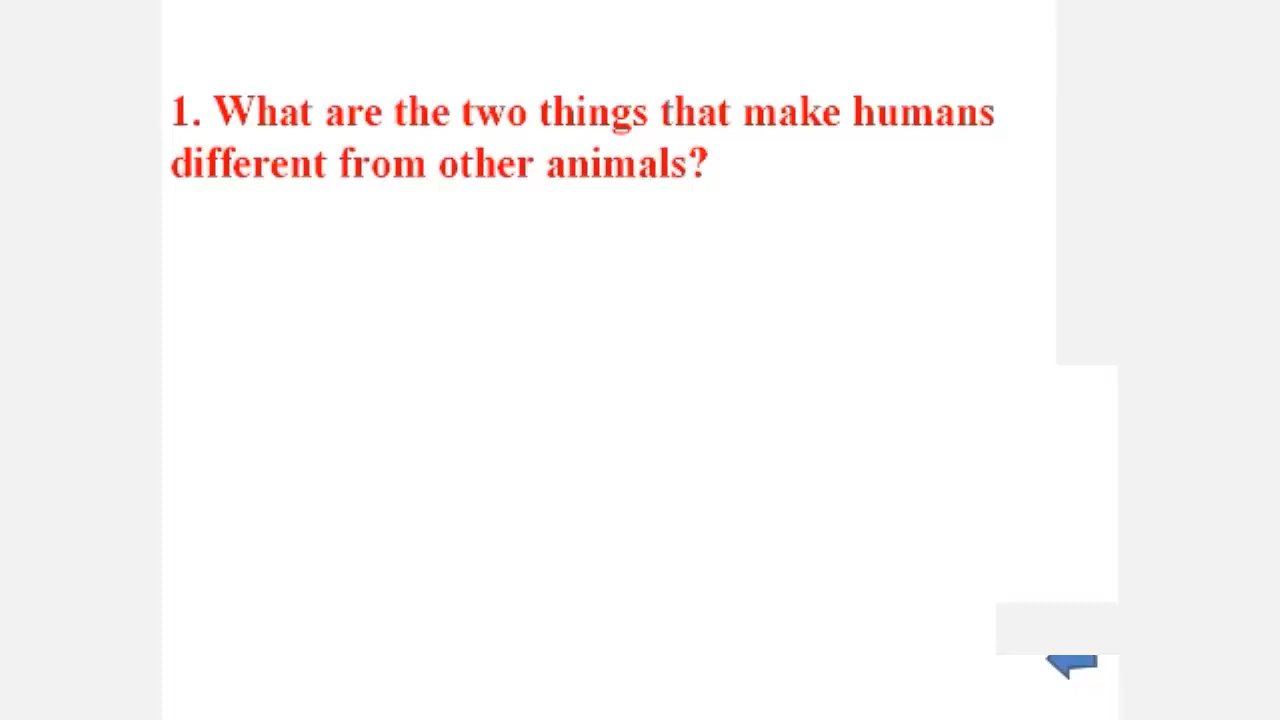 1. What are the two things that make humans
different from other animals?